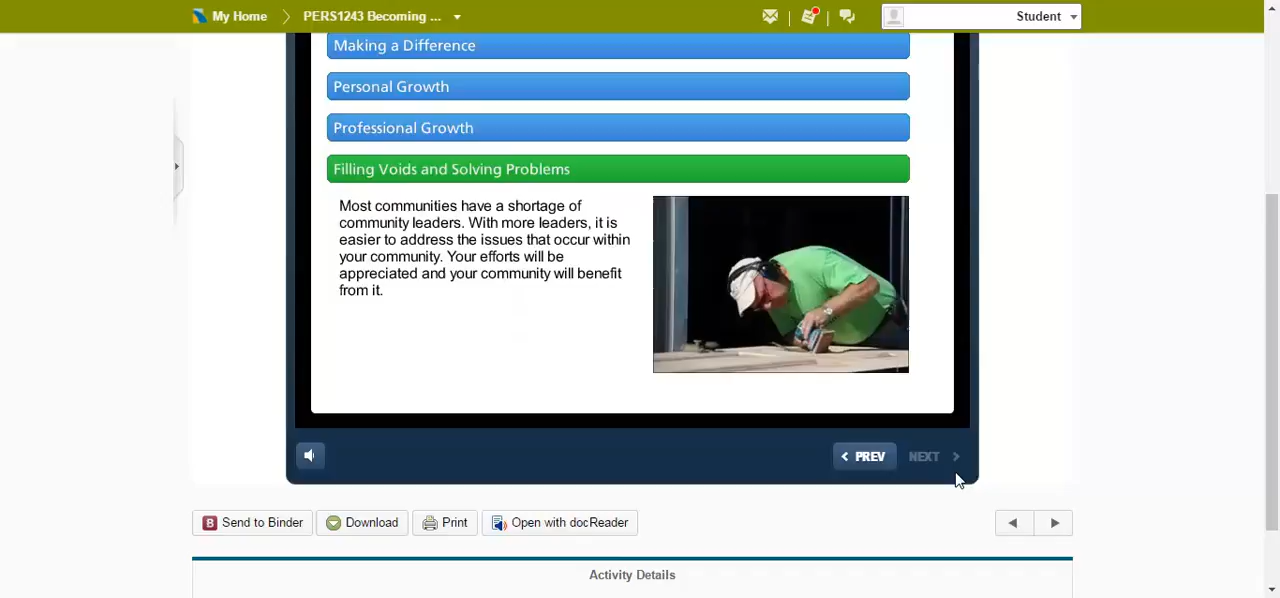 My Home PERS1243 Becoming ... Student
Making a Difference
Personal Growth
Professional Growth
Filling Voids and Solving Problems
Most communities have a shortage of
community leaders. With more leaders, it is
easier to address the issues that occur within
your community. Your efforts will be
appreciated and your community will benefit
from it.
PREV NEXT
B Send to Binder Download Print Open with docReader
Activity Details